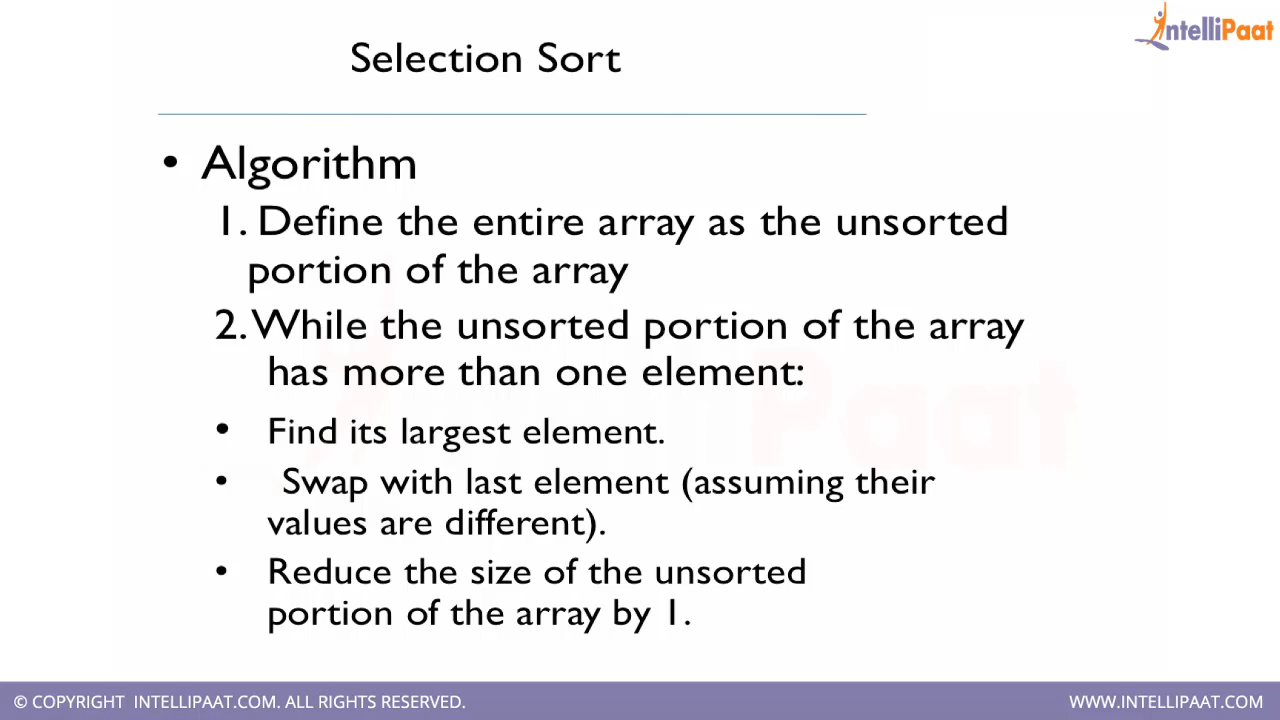 IntelliPaat
Selection Sort
• Algorithm
1. Define the entire array as the unsorted
portion of the array
2. While the unsorted portion of the array
has more than one element:
• Find its largest element.
• Swap with last element (assuming their
values are different).
• Reduce the size of the unsorted
portion of the array by 1.
© COPYRIGHT INTELLIPAAT.COM. ALL RIGHTS RESERVED.
WWW.INTELLIPAAT.COM